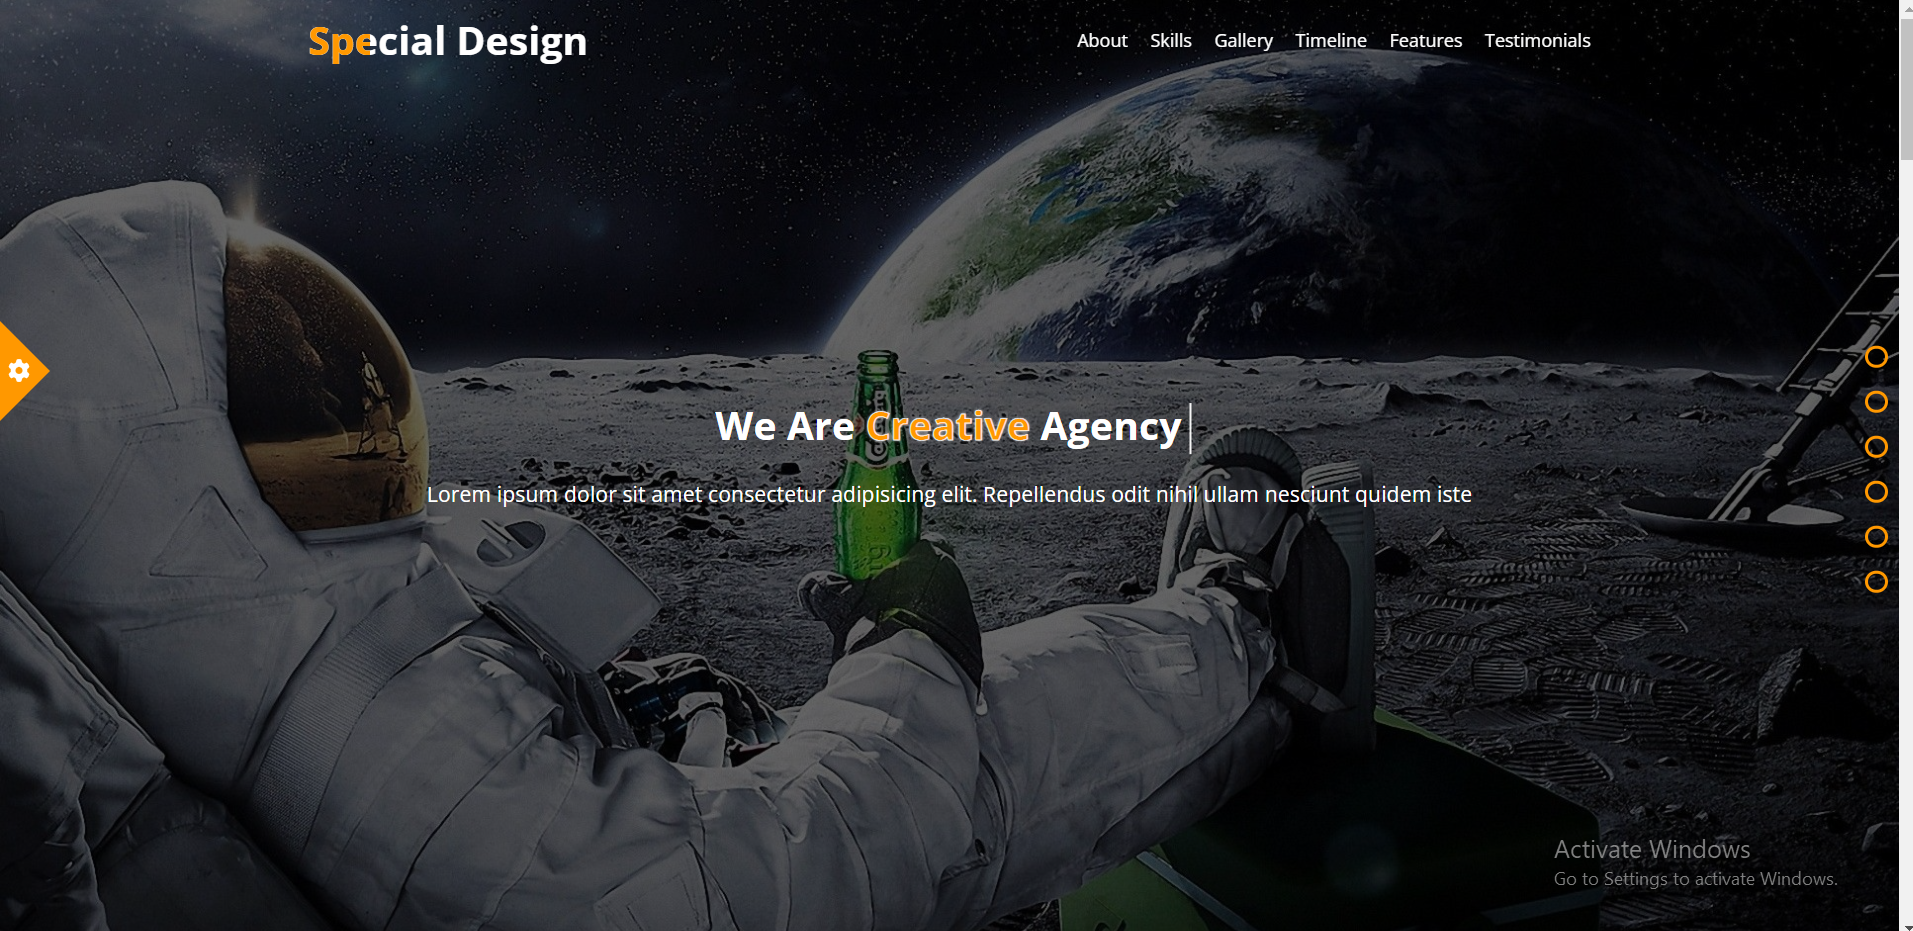 Special Design
About Skills Gallery Timeline Features Testimonials
We Are Creative Agency
Lorem ipsum dolor sit amet consectetur adipisicing elit. Repellendus odit nihil ullam nesciunt quidem iste
Activate Windows
Go to Settings to activate Windows.